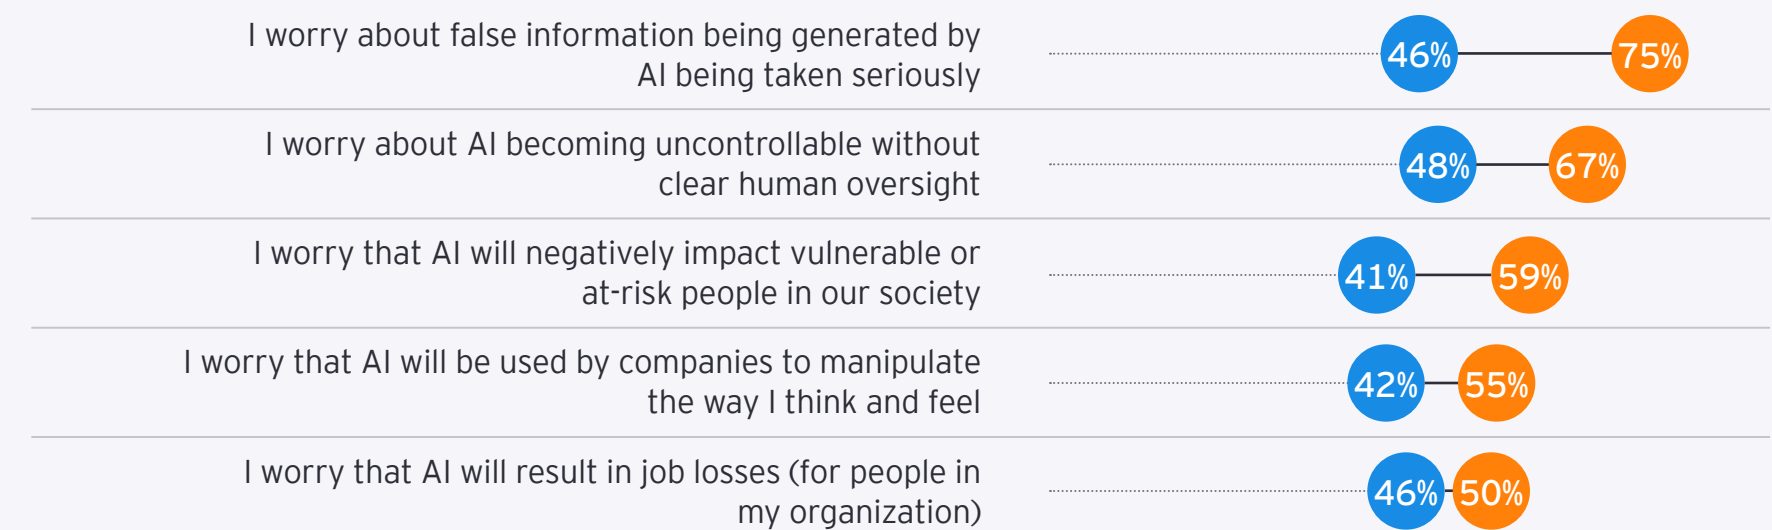 I worry about false information being generated by
AI being taken seriously
46% 75%
I worry about AI becoming uncontrollable without
clear human oversight
48% 67%
I worry that AI will negatively impact vulnerable or
at-risk people in our society
41% 59%
I worry that AI will be used by companies to manipulate
the way I think and feel
42% 55%
I worry that AI will result in job losses (for people in
my organization)
46% 50%